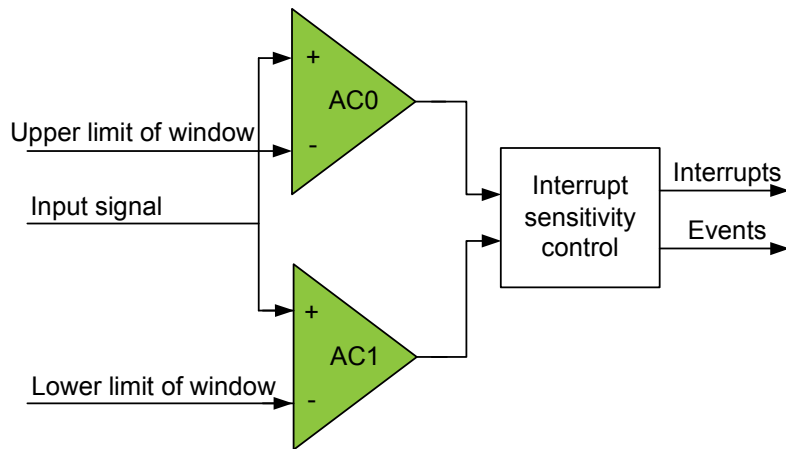 +
AC0
-
Upper limit of window
Input signal
Interrupt
sensitivity
control
Interrupts
Events
+
AC1
-
Lower limit of window